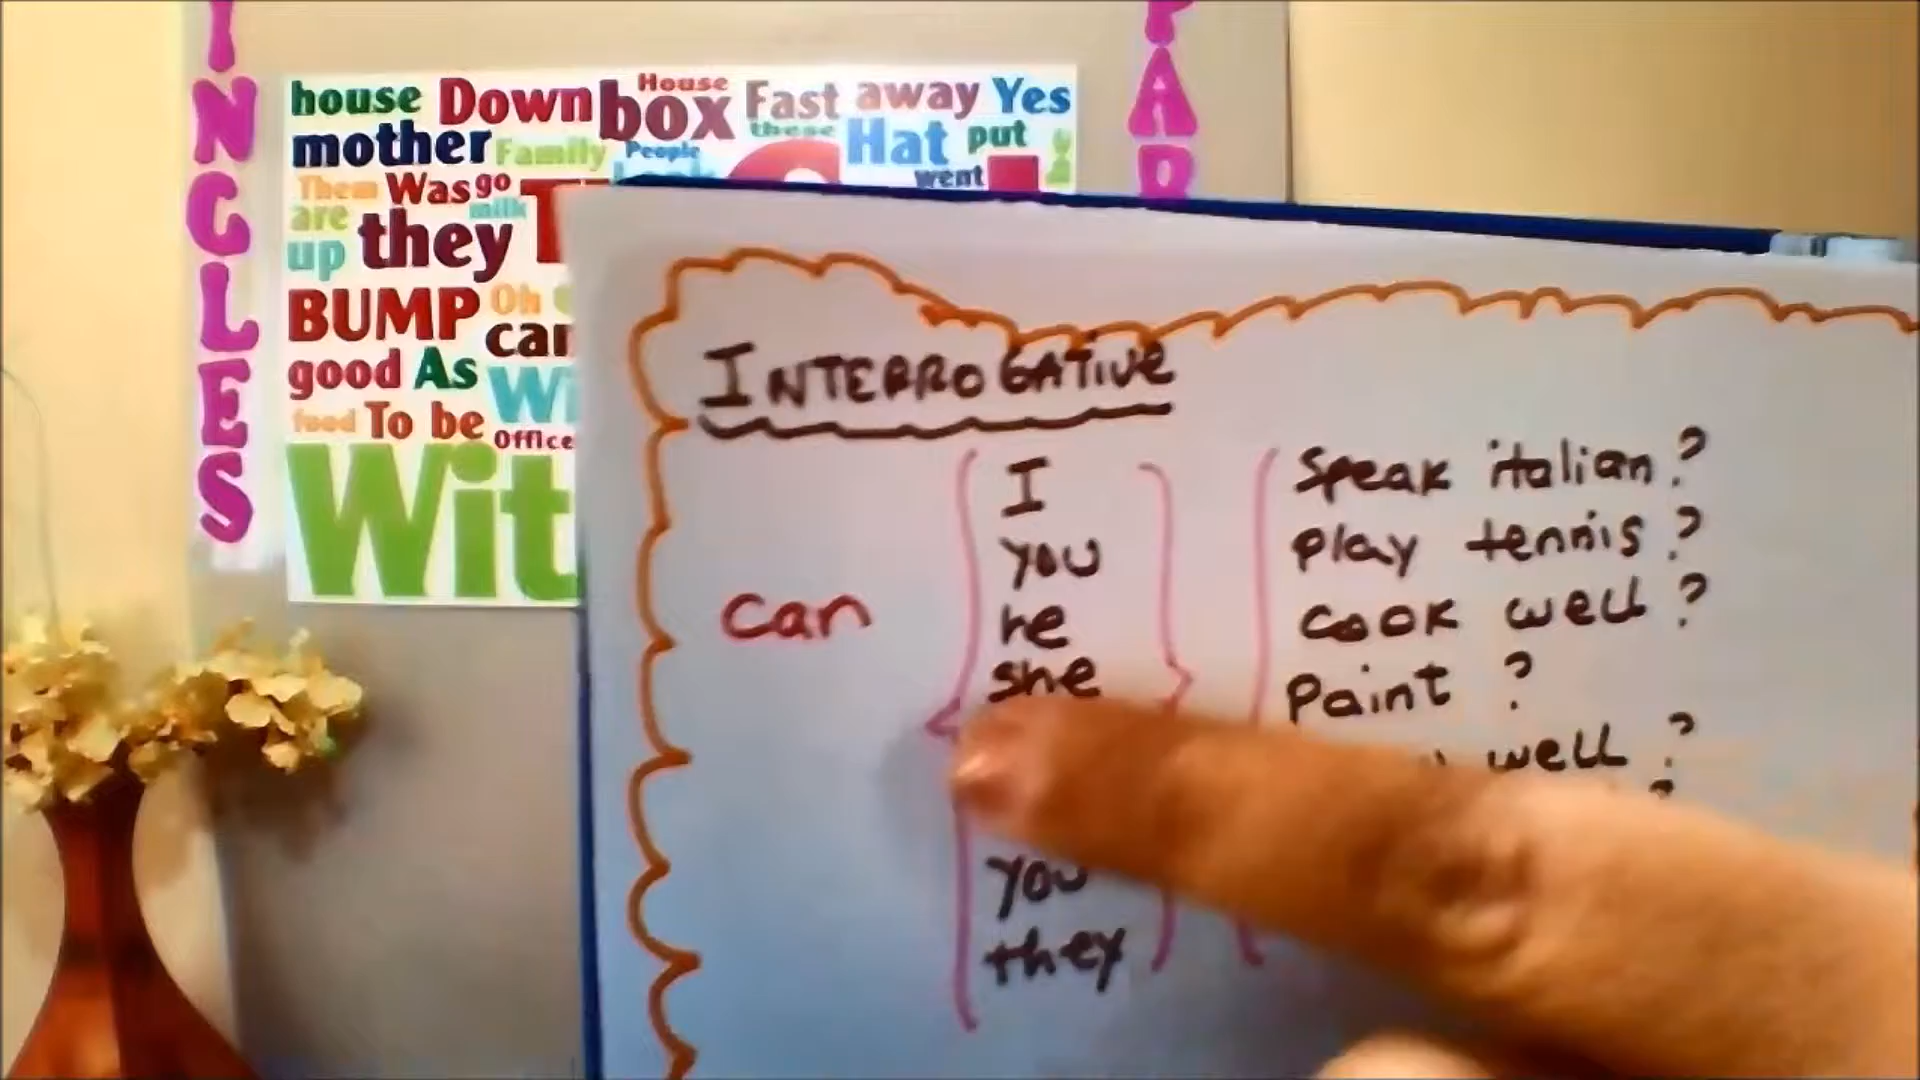 INGLES
PAR
house Down House box Fast away Yes
mother Family People these Hat put
Them Was go went
are milk
up they
BUMP Oh
can
good As
food To be
Office
Wit
INTERROGATIVE
I Speak italian?
you play tennis?
can he cook well?
she Paint ?
well ?
?
you
they